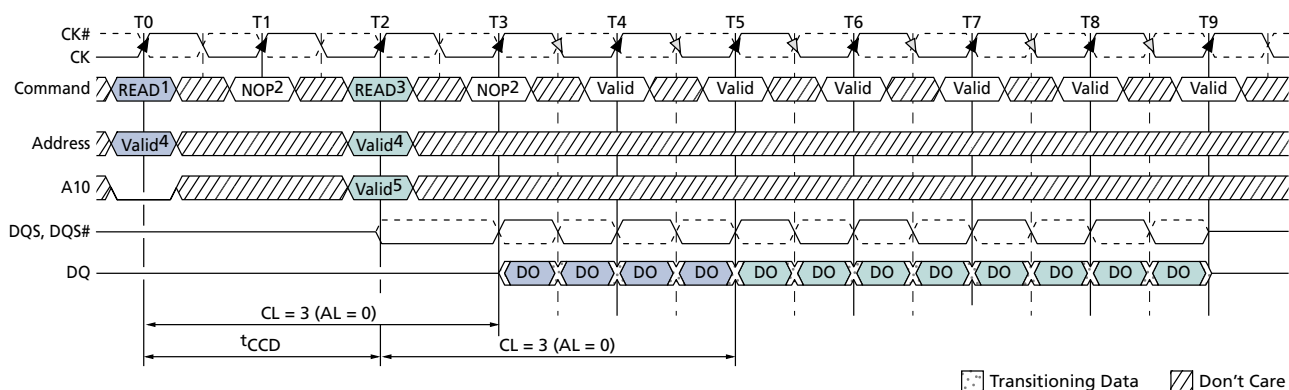 T0 T1 T2 T3 T4 T5 T6 T7 T8 T9
CK#
CK
Command READ1 NOP2 READ3 NOP2 Valid Valid Valid Valid Valid Valid
Address Valid4 Valid4
A10 Valid5
DQS, DQS#
DQ DO DO DO DO DO DO DO DO DO DO DO DO
CL = 3 (AL = 0)
tCCD CL = 3 (AL = 0)
Transitioning Data Don't Care